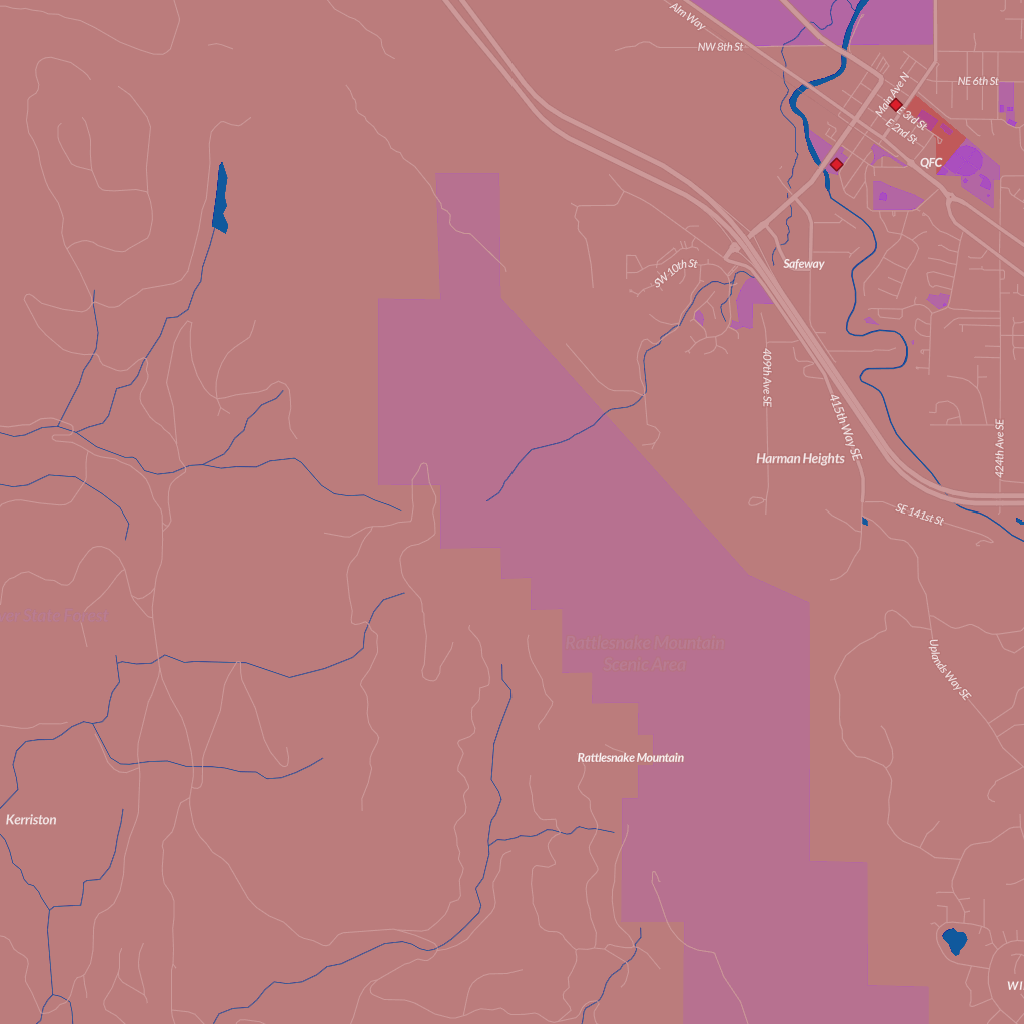 Alm Way
NW 8th St
NE 6th St
Main Ave N
E 3rd St
E 2nd St
QFC
Safeway
SW 10th St
409th Ave SE
415th Way SE
424th Ave SE
Harman Heights
SE 141st St
Rattlesnake Mountain
Scenic Area
Uplands Way SE
Rattlesnake Mountain
Kerriston
WI